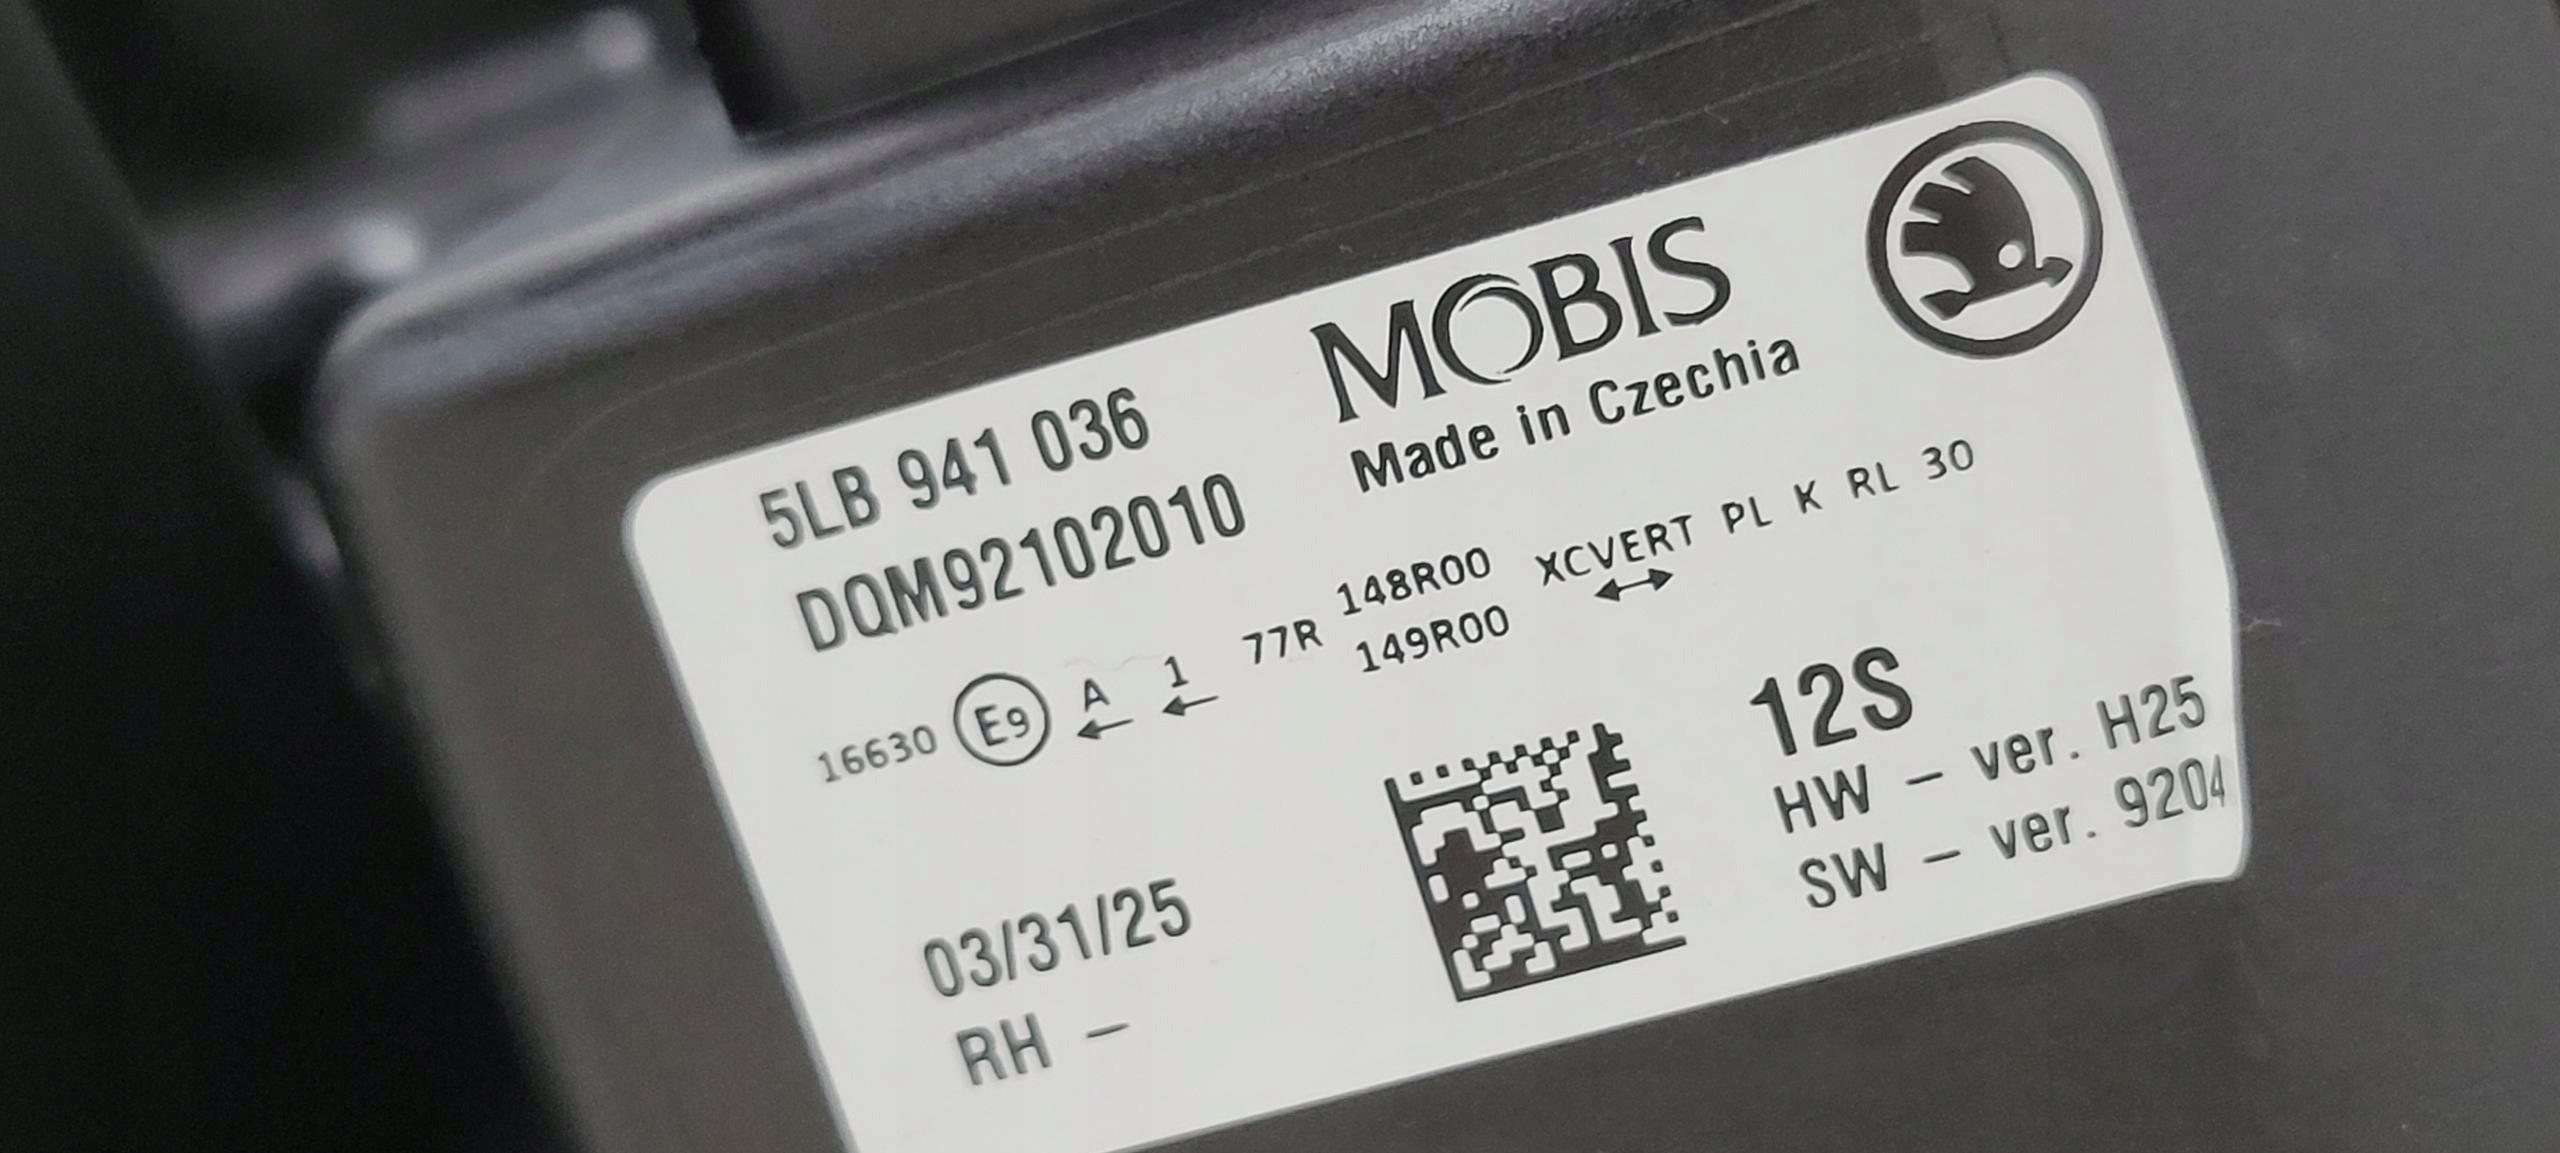 MOBIS
Made in Czechia
5LB 941 036
DQM92102010
16630 E9 A 1 77R 148R00 XCVERT PL K RL 30
149R00
12S
HW - ver. H25
SW - ver. 9204
03/31/25
RH -